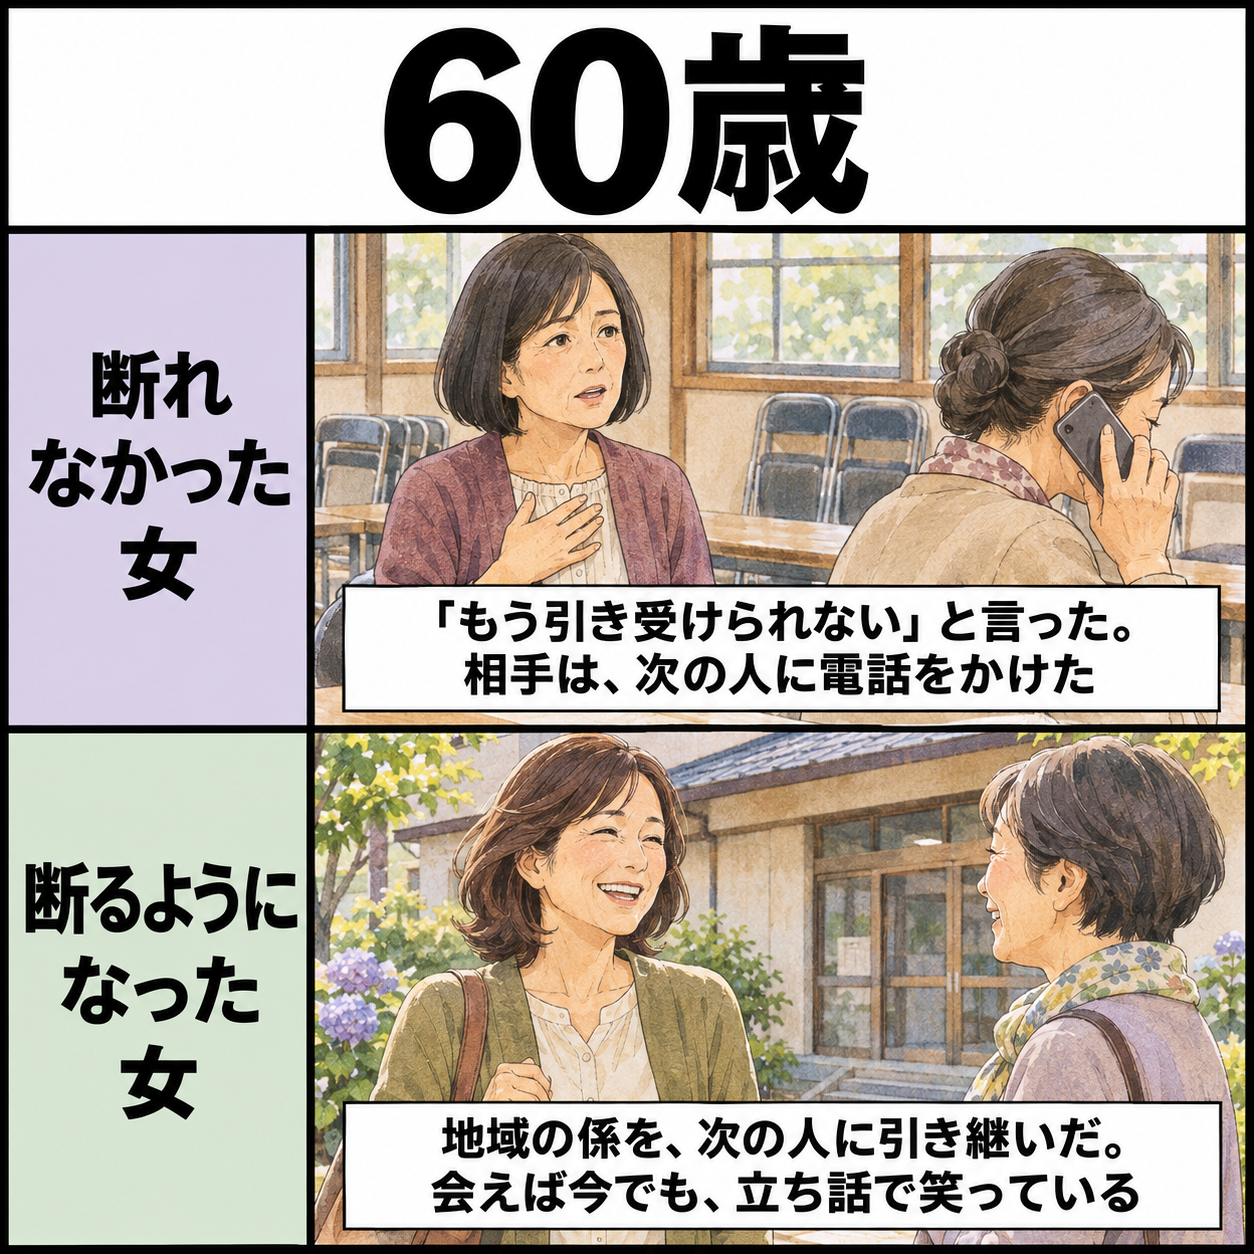 60歳
断れ
なかった
女
「もう引き受けられない」と言った。
相手は、次の人に電話をかけた
断るように
なった
女
地域の係を、次の人に引き継いだ。
会えば今でも、立ち話で笑っている